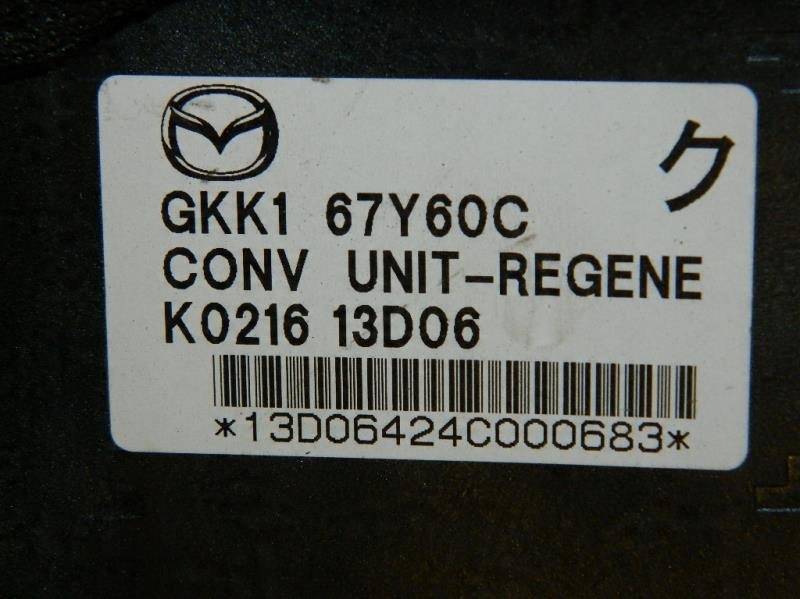 ク
GKK1 67Y60C
CONV UNIT-REGENE
K0216 13D06
*13D06424C000683*